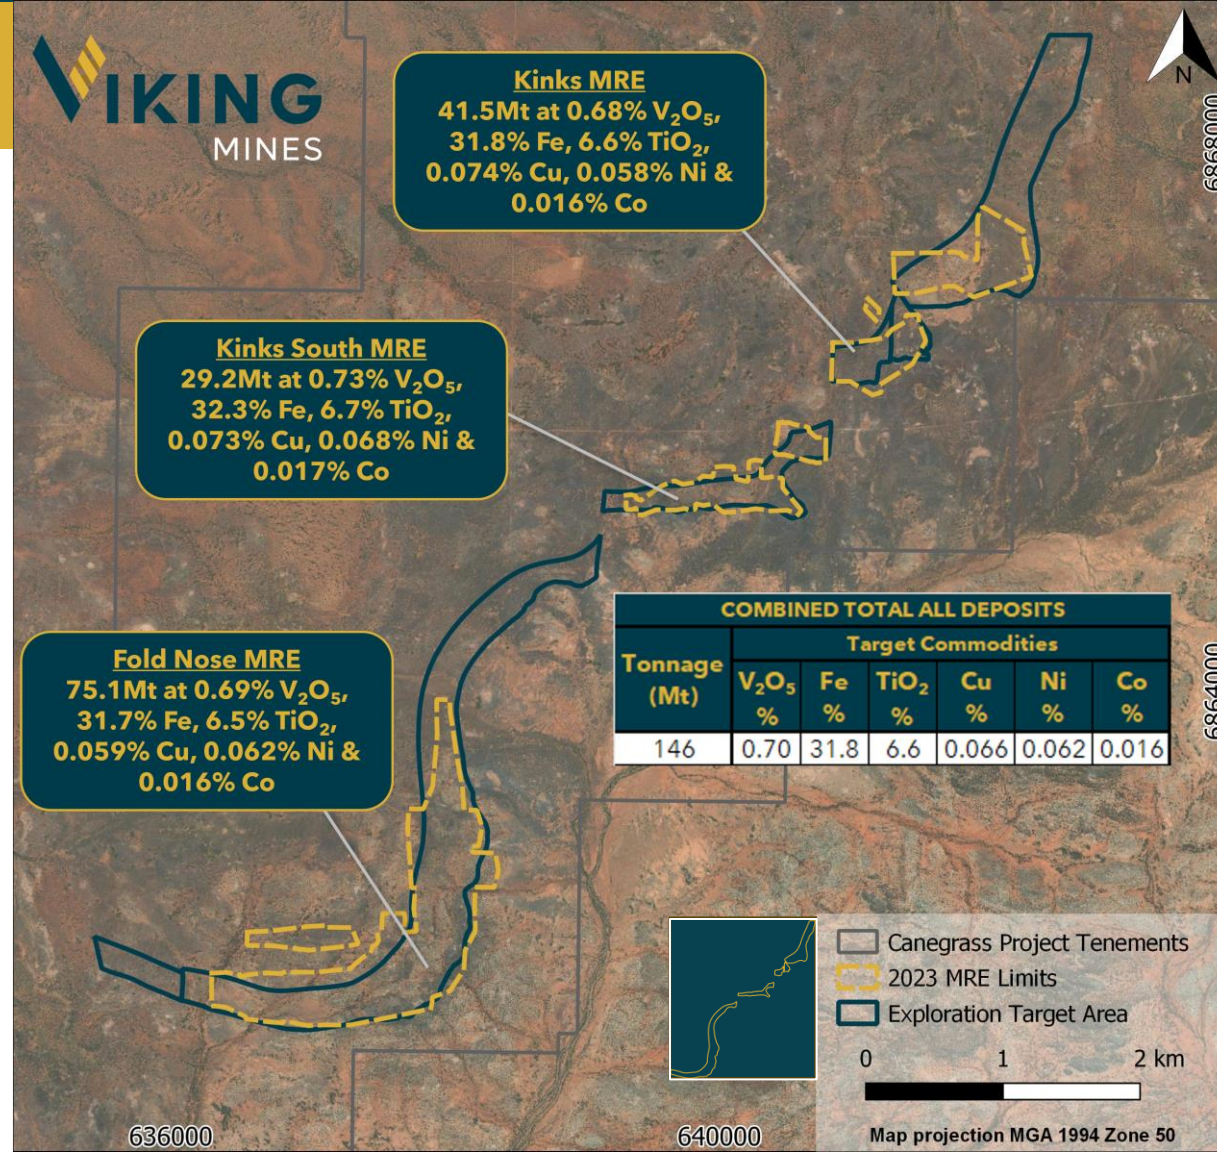 VIKING
MINES
N
Kinks MRE
41.5Mt at 0.68% V₂O₅,
31.8% Fe, 6.6% TiO₂,
0.074% Cu, 0.058% Ni &
0.016% Co
6868000
Kinks South MRE
29.2Mt at 0.73% V₂O₅,
32.3% Fe, 6.7% TiO₂,
0.073% Cu, 0.068% Ni &
0.017% Co
Fold Nose MRE
75.1Mt at 0.69% V₂O₅,
31.7% Fe, 6.5% TiO₂,
0.059% Cu, 0.062% Ni &
0.016% Co
COMBINED TOTAL ALL DEPOSITS
Tonnage
(Mt)
Target Commodities
V₂O₅ Fe TiO₂ Cu Ni Co
% % % % % %
146 0.70 31.8 6.6 0.066 0.062 0.016
6864000
Canegrass Project Tenements
2023 MRE Limits
Exploration Target Area
0 1 2 km
Map projection MGA 1994 Zone 50
636000
640000